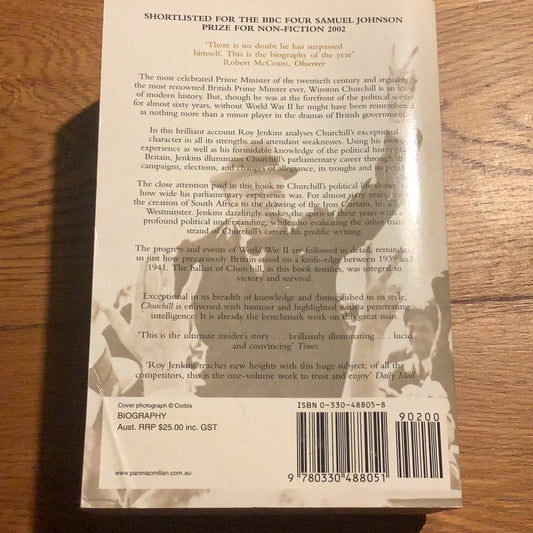 SHORTLISTED FOR THE BBC FOUR SAMUEL JOHNSON
PRIZE FOR NON-FICTION 2002
'There is no doubt he has surpassed
himself. This is the biography of the year'
Robert McCrum, Observer
The most celebrated Prime Minister of the twentieth century and arguably
the most renowned British Prime Minster ever, Winston Churchill is an icon
of modern history. But, though he was at the forefront of the political scene
for almost sixty years, without World War II he might have been remembered
as nothing more than a minor player in the dramas of British government.
In this brilliant account Roy Jenkins analyses Churchill's exceptional
character in all its strengths and attendant weaknesses. Using his own
experience as well as his formidable knowledge of the political history of
Britain, Jenkins illuminates Churchill's parliamentary career through its
campaigns, elections, and changes of allegiance, its troughs and its peaks.
The close attention paid in this book to Churchill's political life shows just
how wide his parliamentary experience was. For almost sixty years, from
the creation of South Africa to the drawing of the Iron Curtain, his life was
Westminster. Jenkins dazzlingly evokes the spirit of these years with a
profound political understanding, while also evaluating the other main
strand of Churchill's career, his prolific writing.
The progress and events of World War II are followed in detail, reminding
us just how precariously Britain stood on a knife-edge between 1939 and
1941. The ballast of Churchill, as this book testifies, was integral to
victory and survival.
Exceptional in its breadth of knowledge and distinguished in its style,
Churchill is enlivened with humour and highlighted with a penetrating
intelligence. It is already the benchmark work on this great man.
'This is the ultimate insider's story . . . brilliantly illuminating . . . lucid
and convincing' Times
'Roy Jenkins reaches new heights with this huge subject; of all the
competitors, this is the one-volume work to trust and enjoy' Daily Mail
Cover photograph © Corbis
BIOGRAPHY
Aust. RRP $25.00 inc. GST
www.panmacmillan.com.au
ISBN 0-330-48805-8
90200
9 780330 488051